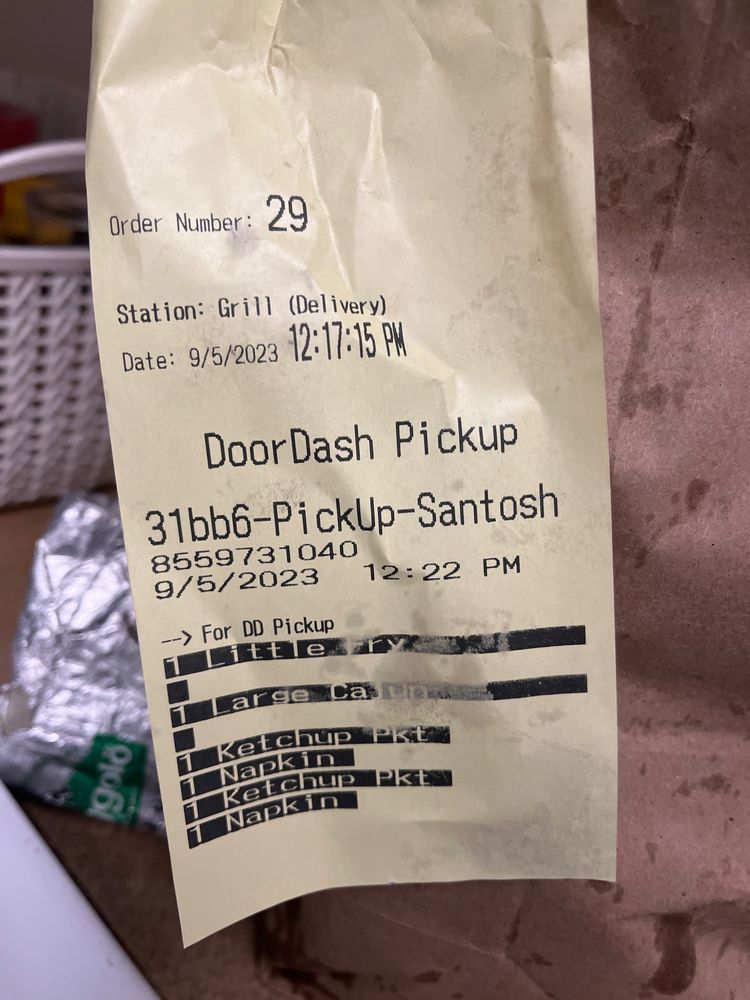 Order Number: 29
Station: Grill (Delivery)
Date: 9/5/2023 12:17:15 PM
DoorDash Pickup
31bb6-PickUp-Santosh
8559731040
9/5/2023 12:22 PM
--> For DD Pickup
1 Little Fry
1 Large Cajun
1 Ketchup Pkt
1 Napkin
1 Ketchup Pkt
1 Napkin